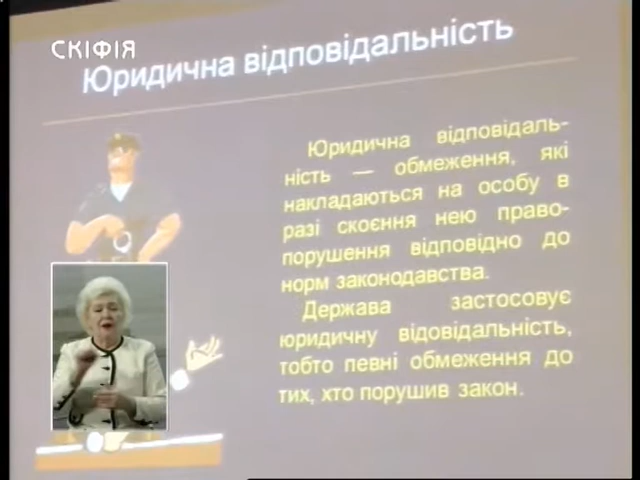 СКІФІЯ
Юридична відповідальність
Юридична відповідаль-
ність — обмеження, які
накладаються на особу в
разі скоєння нею право-
порушення відповідно до
норм законодавства.
Держава застосовує
юридичну відовідальність,
тобто певні обмеження до
тих, хто порушив закон.